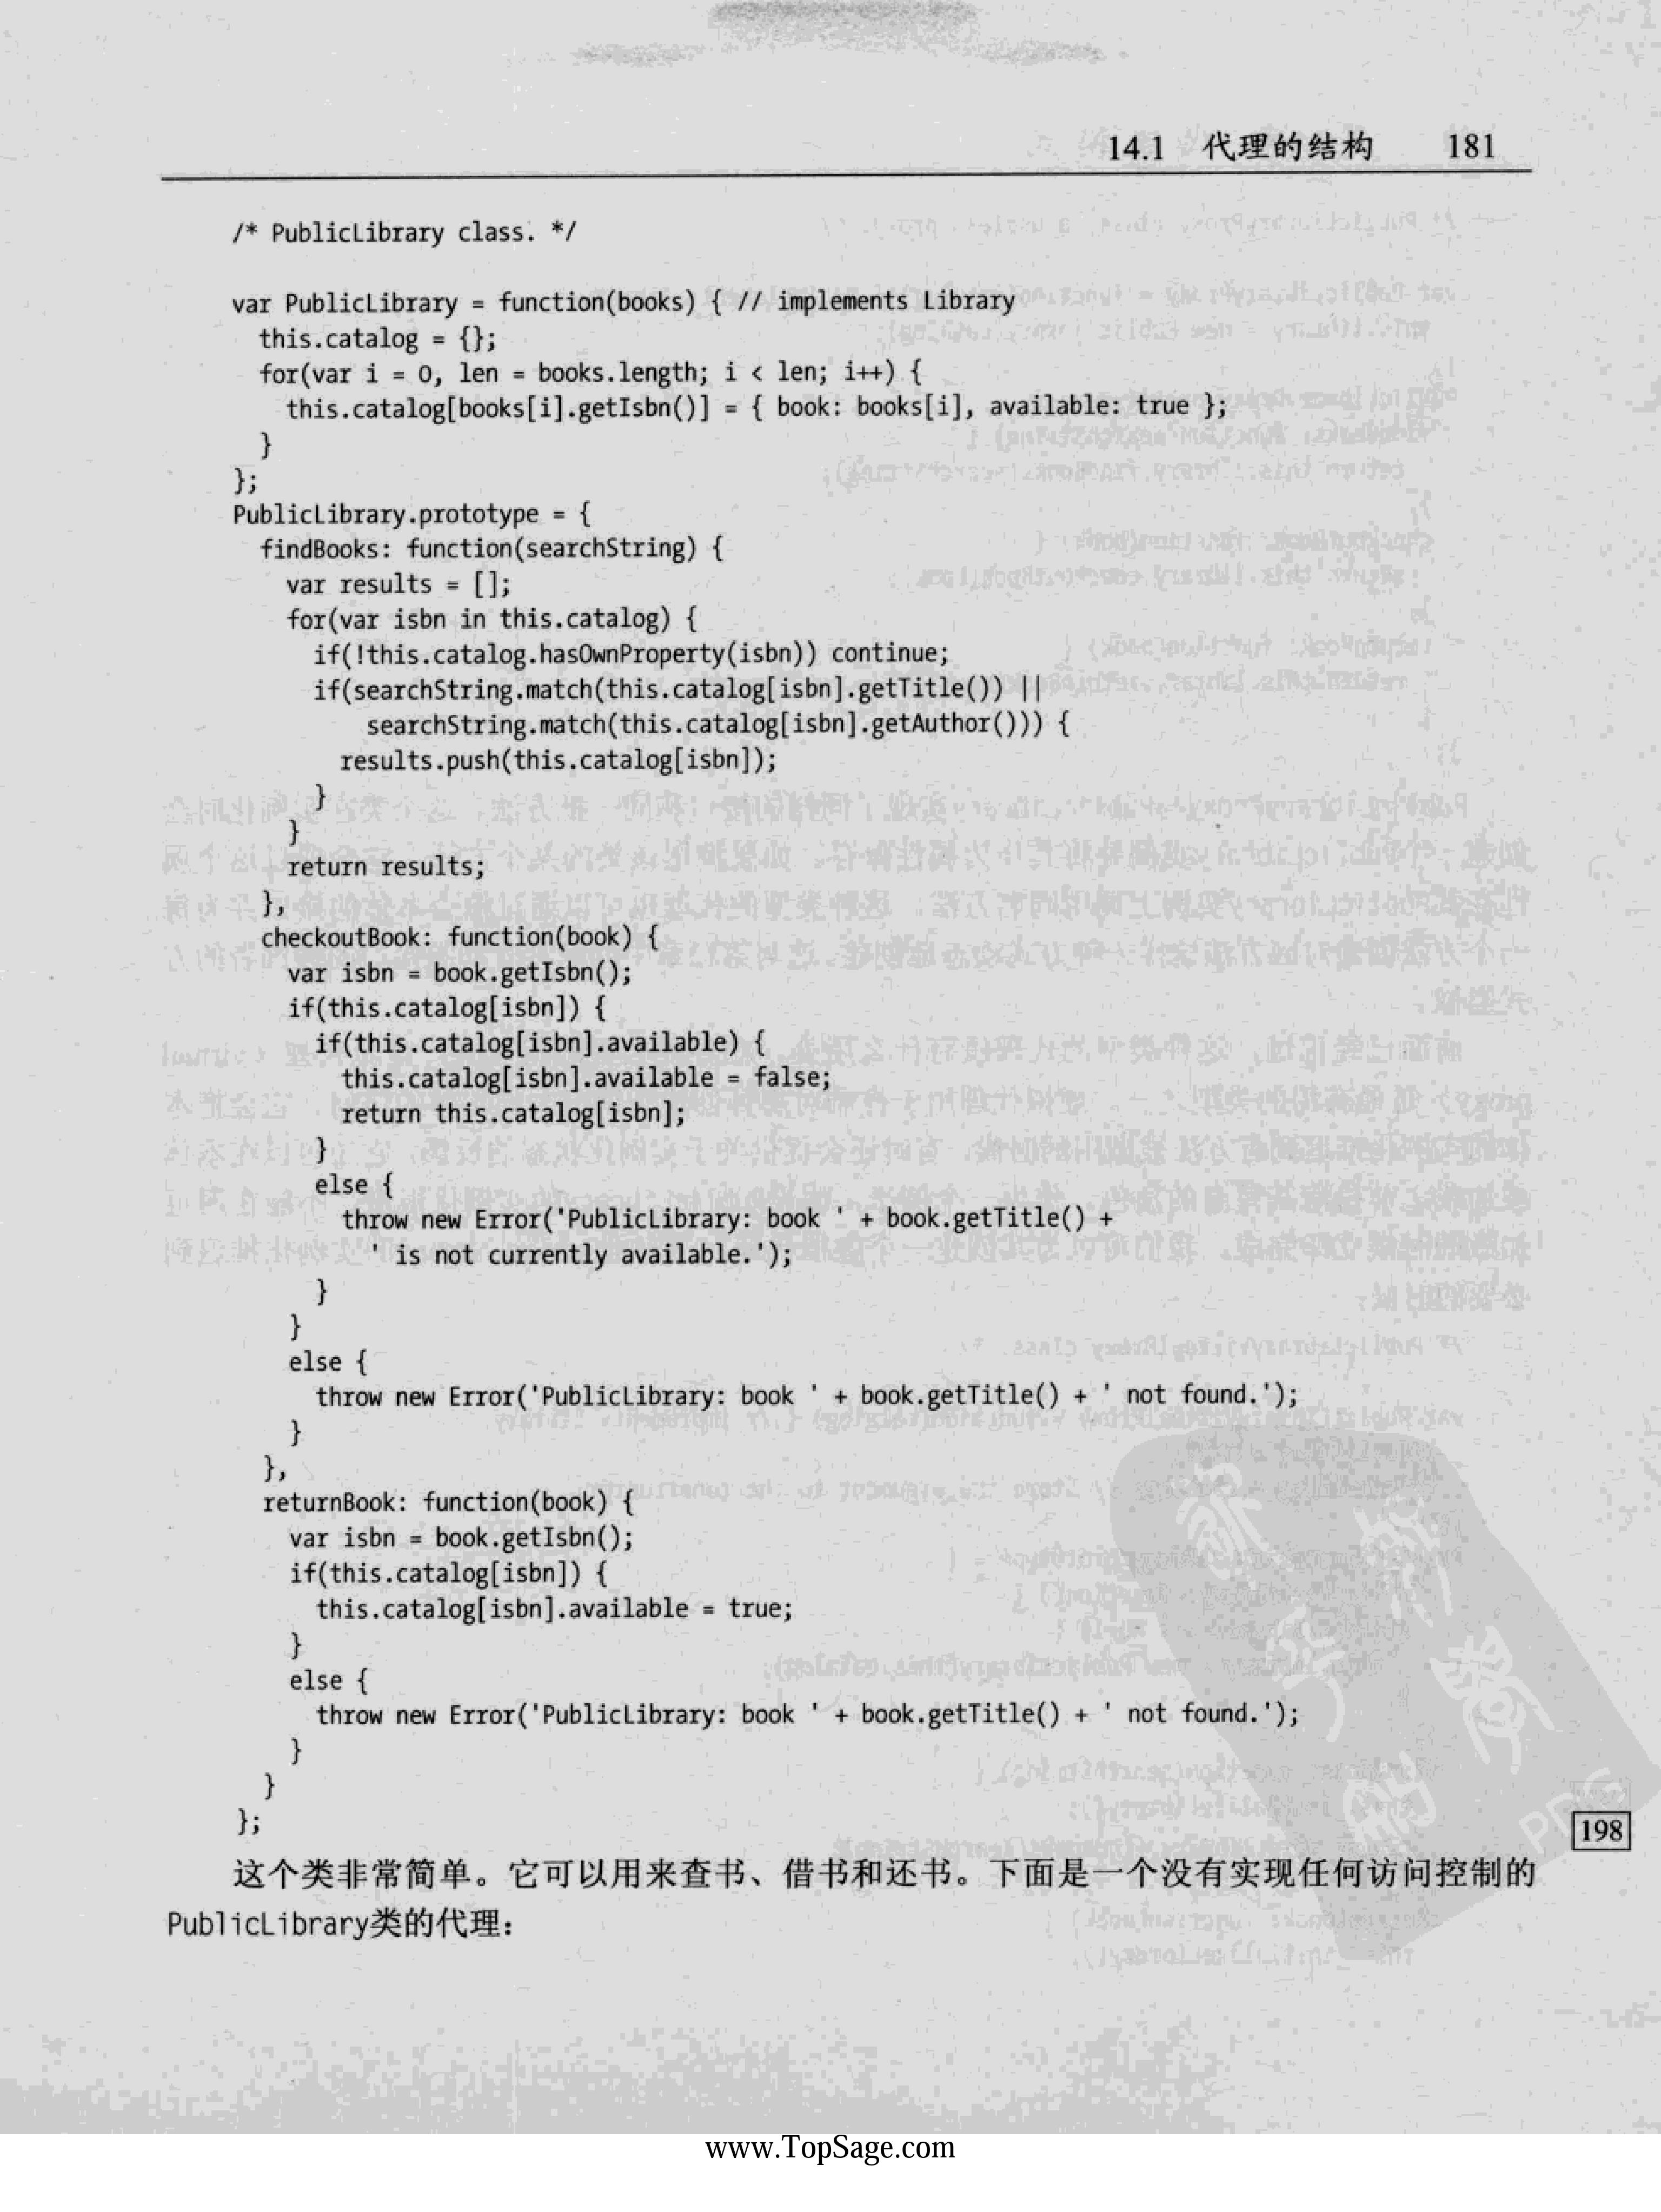 14.1 代理的结构 181
/* PublicLibrary class. */
var PublicLibrary = function(books) { // implements Library
  this.catalog = {};
  for(var i = 0, len = books.length; i < len; i++) {
    this.catalog[books[i].getIsbn()] = { book: books[i], available: true };
  }
};
PublicLibrary.prototype = {
  findBooks: function(searchString) {
    var results = [];
    for(var isbn in this.catalog) {
      if(!this.catalog.hasOwnProperty(isbn)) continue;
      if(searchString.match(this.catalog[isbn].getTitle()) ||
          searchString.match(this.catalog[isbn].getAuthor())) {
        results.push(this.catalog[isbn]);
      }
    }
    return results;
  },
  checkoutBook: function(book) {
    var isbn = book.getIsbn();
    if(this.catalog[isbn]) {
      if(this.catalog[isbn].available) {
        this.catalog[isbn].available = false;
        return this.catalog[isbn];
      }
      else {
        throw new Error('PublicLibrary: book ' + book.getTitle() +
          ' is not currently available.');
      }
    }
    else {
      throw new Error('PublicLibrary: book ' + book.getTitle() + ' not found.');
    }
  },
  returnBook: function(book) {
    var isbn = book.getIsbn();
    if(this.catalog[isbn]) {
      this.catalog[isbn].available = true;
    }
    else {
      throw new Error('PublicLibrary: book ' + book.getTitle() + ' not found.');
    }
  }
};
198
这个类非常简单。它可以用来查书、借书和还书。下面是一个没有实现任何访问控制的
PublicLibrary类的代理：
PDG
www.TopSage.com